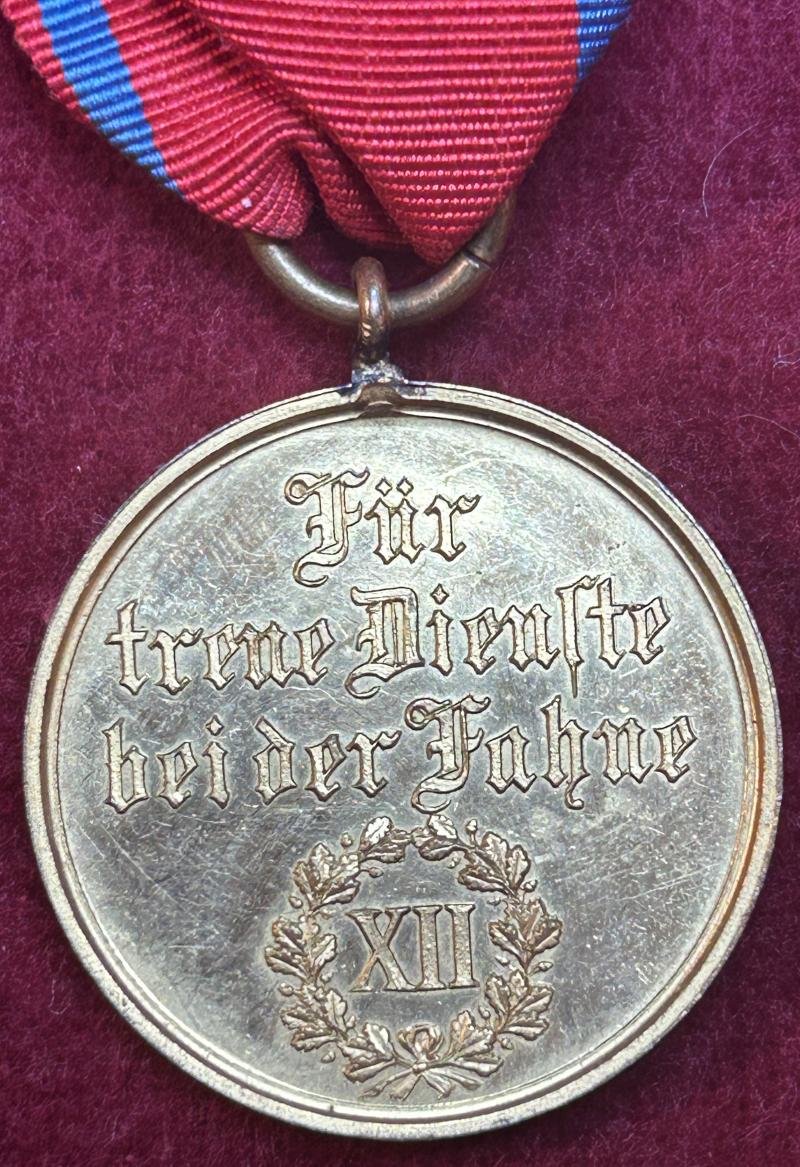 Für
treue Dienſte
bei der Fahne
XII